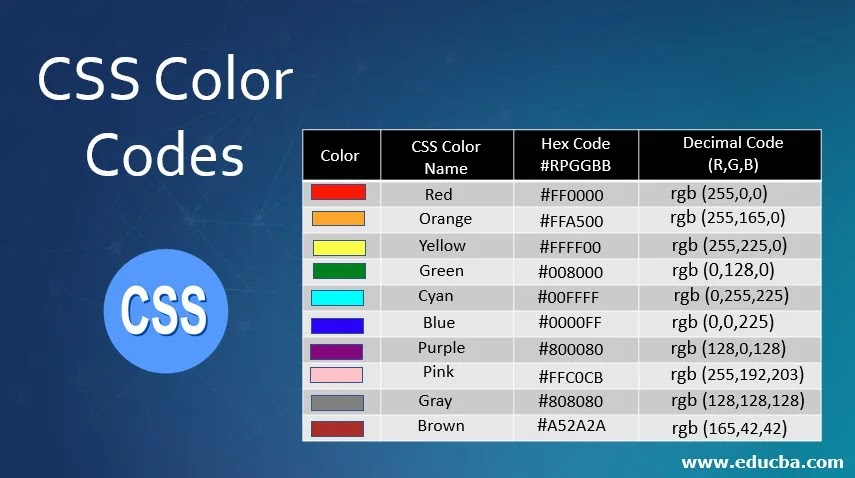 CSS Color
Codes
CSS
Color CSS Color Name Hex Code #RPGGBB Decimal Code (R,G,B)
Red #FF0000 rgb (255,0,0)
Orange #FFA500 rgb (255,165,0)
Yellow #FFFF00 rgb (255,225,0)
Green #008000 rgb (0,128,0)
Cyan #00FFFF rgb (0,255,225)
Blue #0000FF rgb (0,0,225)
Purple #800080 rgb (128,0,128)
Pink #FFC0CB rgb (255,192,203)
Gray #808080 rgb (128,128,128)
Brown #A52A2A rgb (165,42,42)
www.educba.com